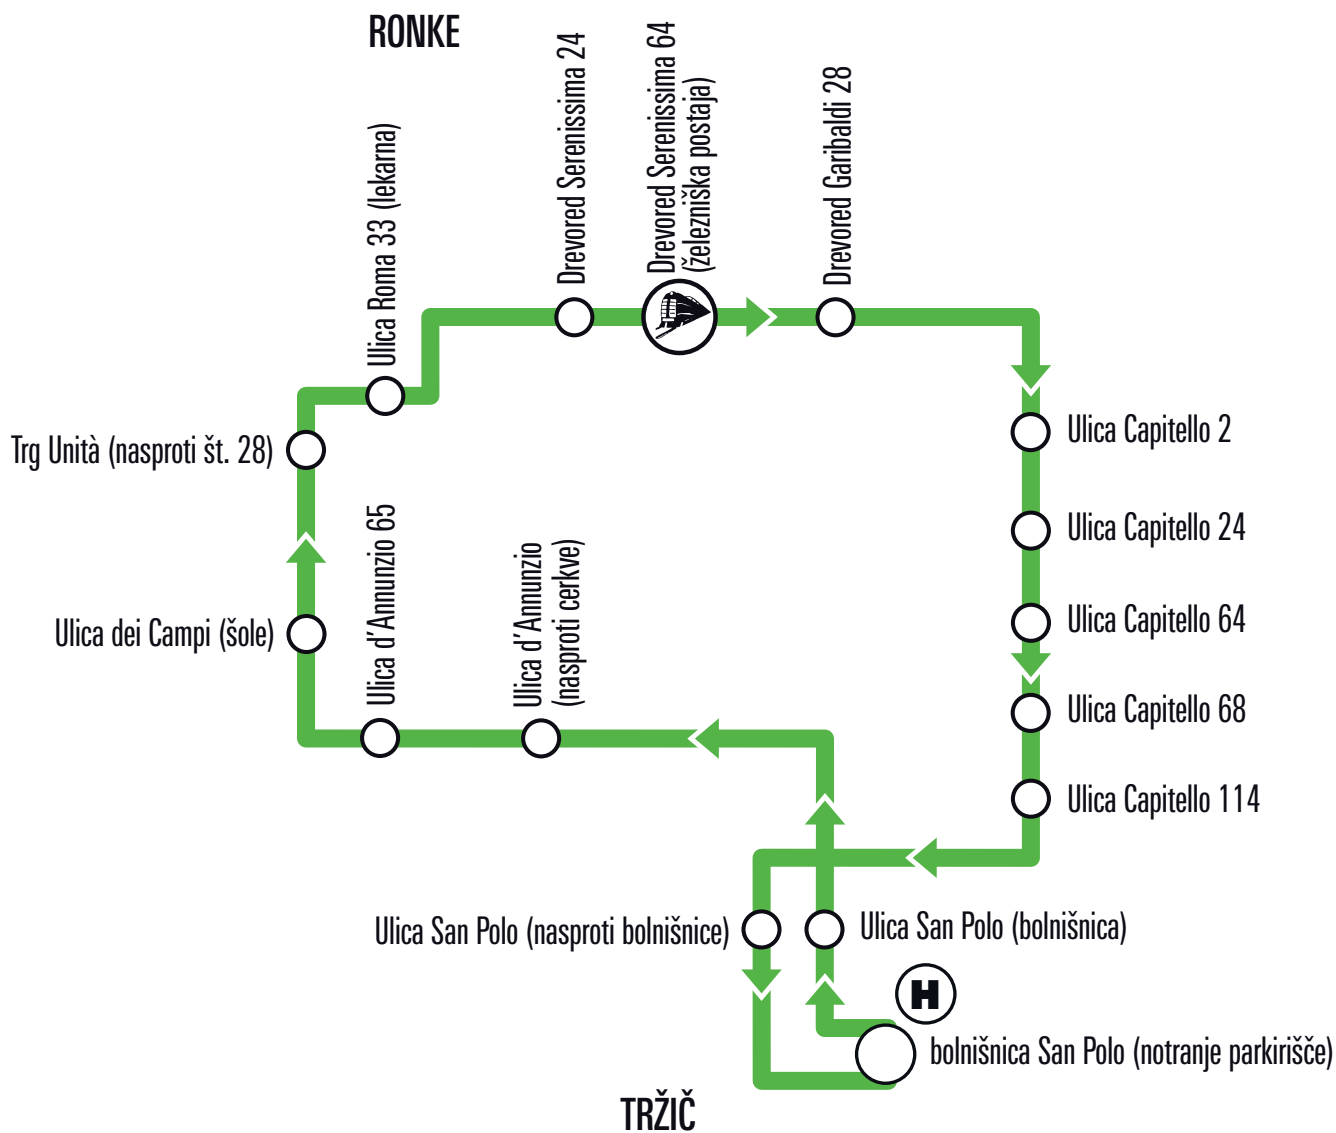 RONKE
Drevored Serenissima 24
Drevored Serenissima 64
(železniška postaja)
Drevored Garibaldi 28
Ulica Roma 33 (lekarna)
Trg Unità (nasproti št. 28)
Ulica Capitello 2
Ulica Capitello 24
Ulica d´Annunzio 65
Ulica d´Annunzio
(nasproti cerkve)
Ulica dei Campi (šole)
Ulica Capitello 64
Ulica Capitello 68
Ulica Capitello 114
Ulica San Polo (nasproti bolnišnice)
Ulica San Polo (bolnišnica)
H
bolnišnica San Polo (notranje parkirišče)
TRŽIČ